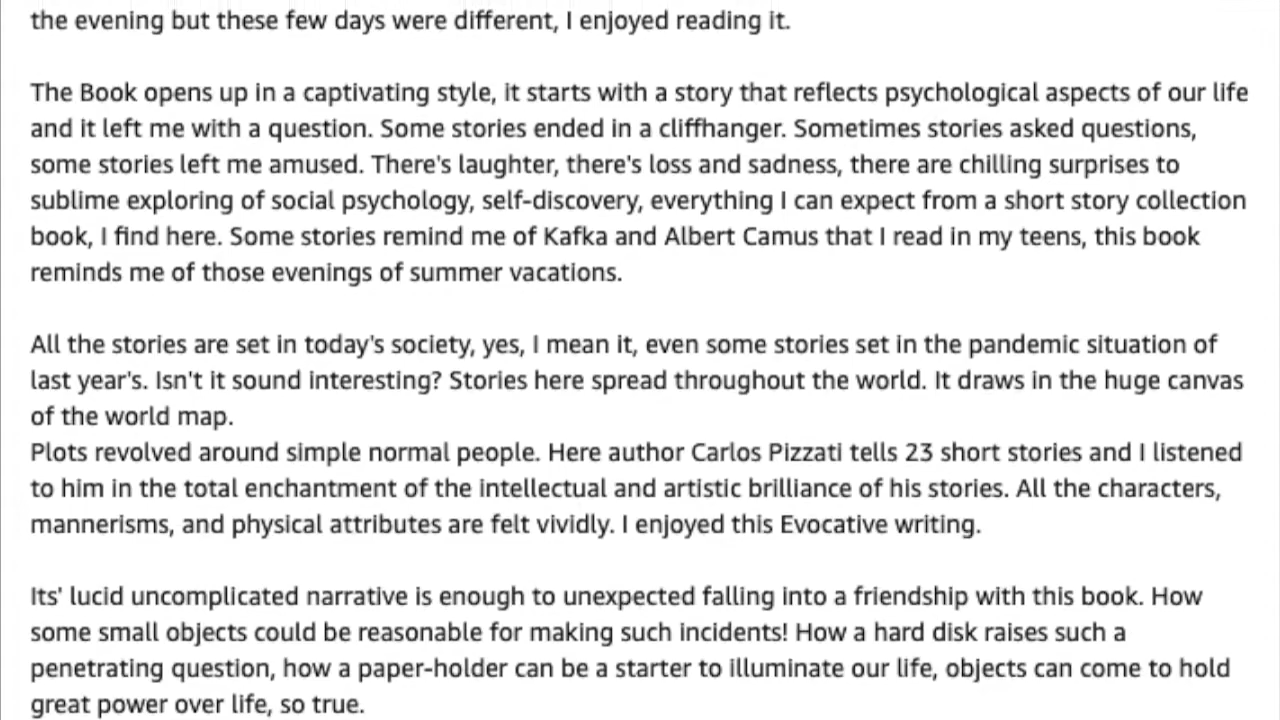 the evening but these few days were different, I enjoyed reading it.
The Book opens up in a captivating style, it starts with a story that reflects psychological aspects of our life
and it left me with a question. Some stories ended in a cliffhanger. Sometimes stories asked questions,
some stories left me amused. There's laughter, there's loss and sadness, there are chilling surprises to
sublime exploring of social psychology, self-discovery, everything I can expect from a short story collection
book, I find here. Some stories remind me of Kafka and Albert Camus that I read in my teens, this book
reminds me of those evenings of summer vacations.
All the stories are set in today's society, yes, I mean it, even some stories set in the pandemic situation of
last year's. Isn't it sound interesting? Stories here spread throughout the world. It draws in the huge canvas
of the world map.
Plots revolved around simple normal people. Here author Carlos Pizzati tells 23 short stories and I listened
to him in the total enchantment of the intellectual and artistic brilliance of his stories. All the characters,
mannerisms, and physical attributes are felt vividly. I enjoyed this Evocative writing.
Its' lucid uncomplicated narrative is enough to unexpected falling into a friendship with this book. How
some small objects could be reasonable for making such incidents! How a hard disk raises such a
penetrating question, how a paper-holder can be a starter to illuminate our life, objects can come to hold
great power over life, so true.